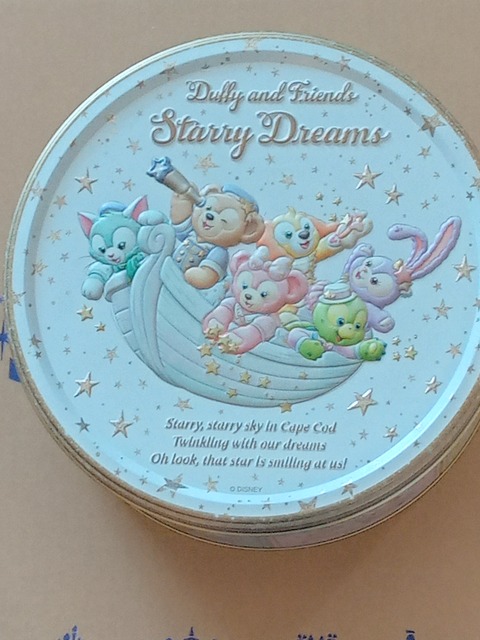 Duffy and Friends
Starry Dreams
Starry, starry sky in Cape Cod
Twinkling with our dreams
Oh look, that star is smiling at us!
© DISNEY